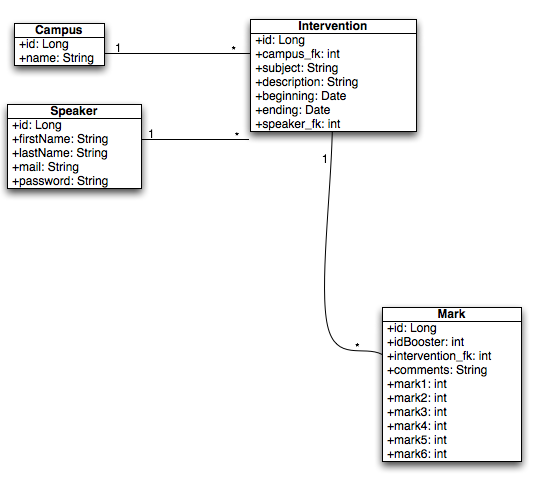 Campus
+id: Long
+name: String
1
*
Intervention
+id: Long
+campus_fk: int
+subject: String
+description: String
+beginning: Date
+ending: Date
+speaker_fk: int
Speaker
+id: Long
+firstName: String
+lastName: String
+mail: String
+password: String
1
*
1
*
Mark
+id: Long
+idBooster: int
+intervention_fk: int
+comments: String
+mark1: int
+mark2: int
+mark3: int
+mark4: int
+mark5: int
+mark6: int